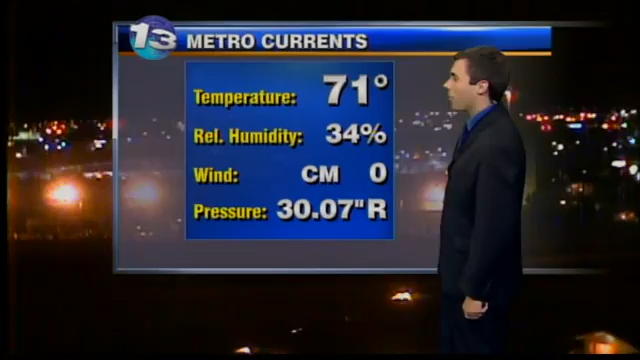 13 METRO CURRENTS
Temperature: 71°
Rel. Humidity: 34%
Wind: CM 0
Pressure: 30.07"R